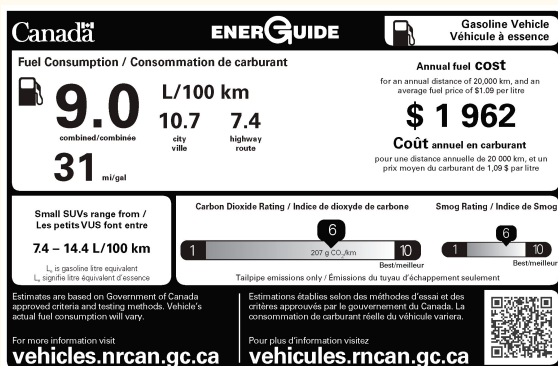 Canada
ENERGUIDE
Gasoline Vehicle
Véhicule à essence
Fuel Consumption / Consommation de carburant
9.0
combined/combinée
31 mi/gal
L/100 km
10.7 7.4
city highway
ville route
Annual fuel cost
for an annual distance of 20,000 km, and an
average fuel price of $1.09 per litre
$ 1 962
Coût annuel en carburant
pour une distance annuelle de 20 000 km, et un
prix moyen du carburant de 1,09 $ par litre
Small SUVs range from /
Les petits VUS font entre
7.4 – 14.4 L/100 km
Lₑ is gasoline litre equivalent
Lₑ signifie litre équivalent d'essence
Carbon Dioxide Rating / Indice de dioxyde de carbone
6
1 207 g CO₂/km 10
Best/meilleur
Smog Rating / Indice de Smog
6
1 10
Best/meilleur
Tailpipe emissions only / Émissions du tuyau d'échappement seulement
Estimates are based on Government of Canada
approved criteria and testing methods. Vehicle's
actual fuel consumption will vary.
For more information visit
vehicles.nrcan.gc.ca
Estimations établies selon des méthodes d'essai et des
critères approuvés par le gouvernement du Canada. La
consommation de carburant réelle du véhicule variera.
Pour plus d'information visitez
vehicules.rncan.gc.ca